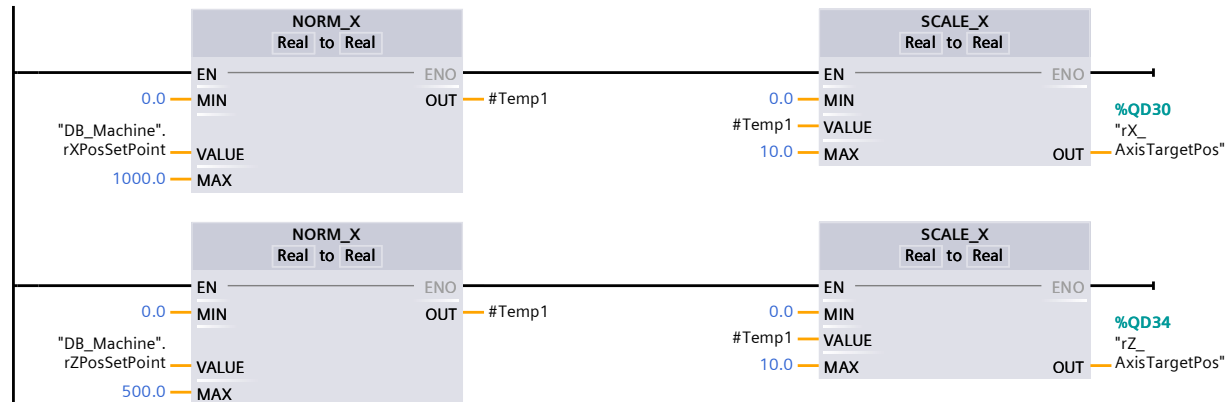 NORM_X
Real to Real
EN ENO
0.0 MIN OUT #Temp1
"DB_Machine".
rXPosSetPoint VALUE
1000.0 MAX
SCALE_X
Real to Real
EN ENO
0.0 MIN
#Temp1 VALUE
10.0 MAX OUT
%QD30
"rX_
AxisTargetPos"
NORM_X
Real to Real
EN ENO
0.0 MIN OUT #Temp1
"DB_Machine".
rZPosSetPoint VALUE
500.0 MAX
SCALE_X
Real to Real
EN ENO
0.0 MIN
#Temp1 VALUE
10.0 MAX OUT
%QD34
"rZ_
AxisTargetPos"